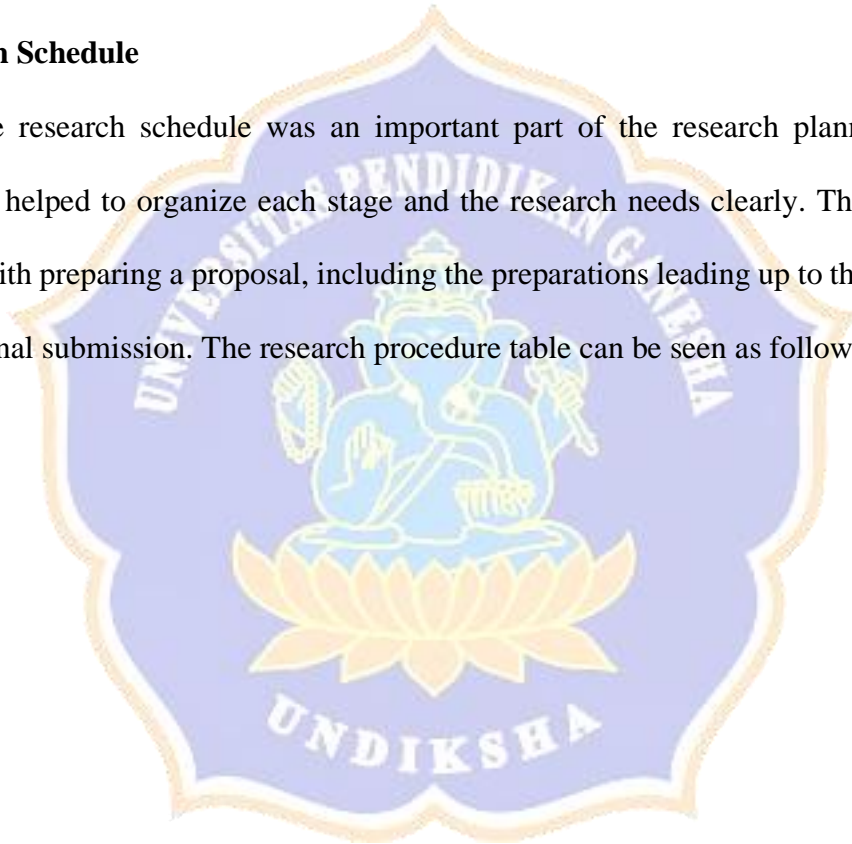 n Schedule
e research schedule was an important part of the research plann
helped to organize each stage and the research needs clearly. Th
ith preparing a proposal, including the preparations leading up to th
nal submission. The research procedure table can be seen as follow
UNIVERSITAS PENDIDIKAN GANESHA
UNDIKSHA